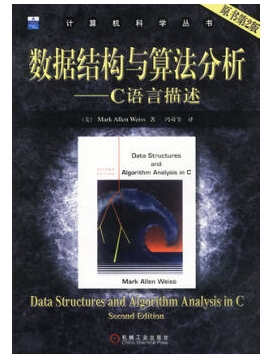 计算机科学丛书
原书第2版
数据结构与算法分析
——C语言描述
(美) Mark Allen Weiss 著 冯舜玺 译
Data Structures
and
Algorithm Analysis in C
Mark Allen Weiss
Data Structures and Algorithm Analysis in C
Second Edition
机械工业出版社
China Machine Press